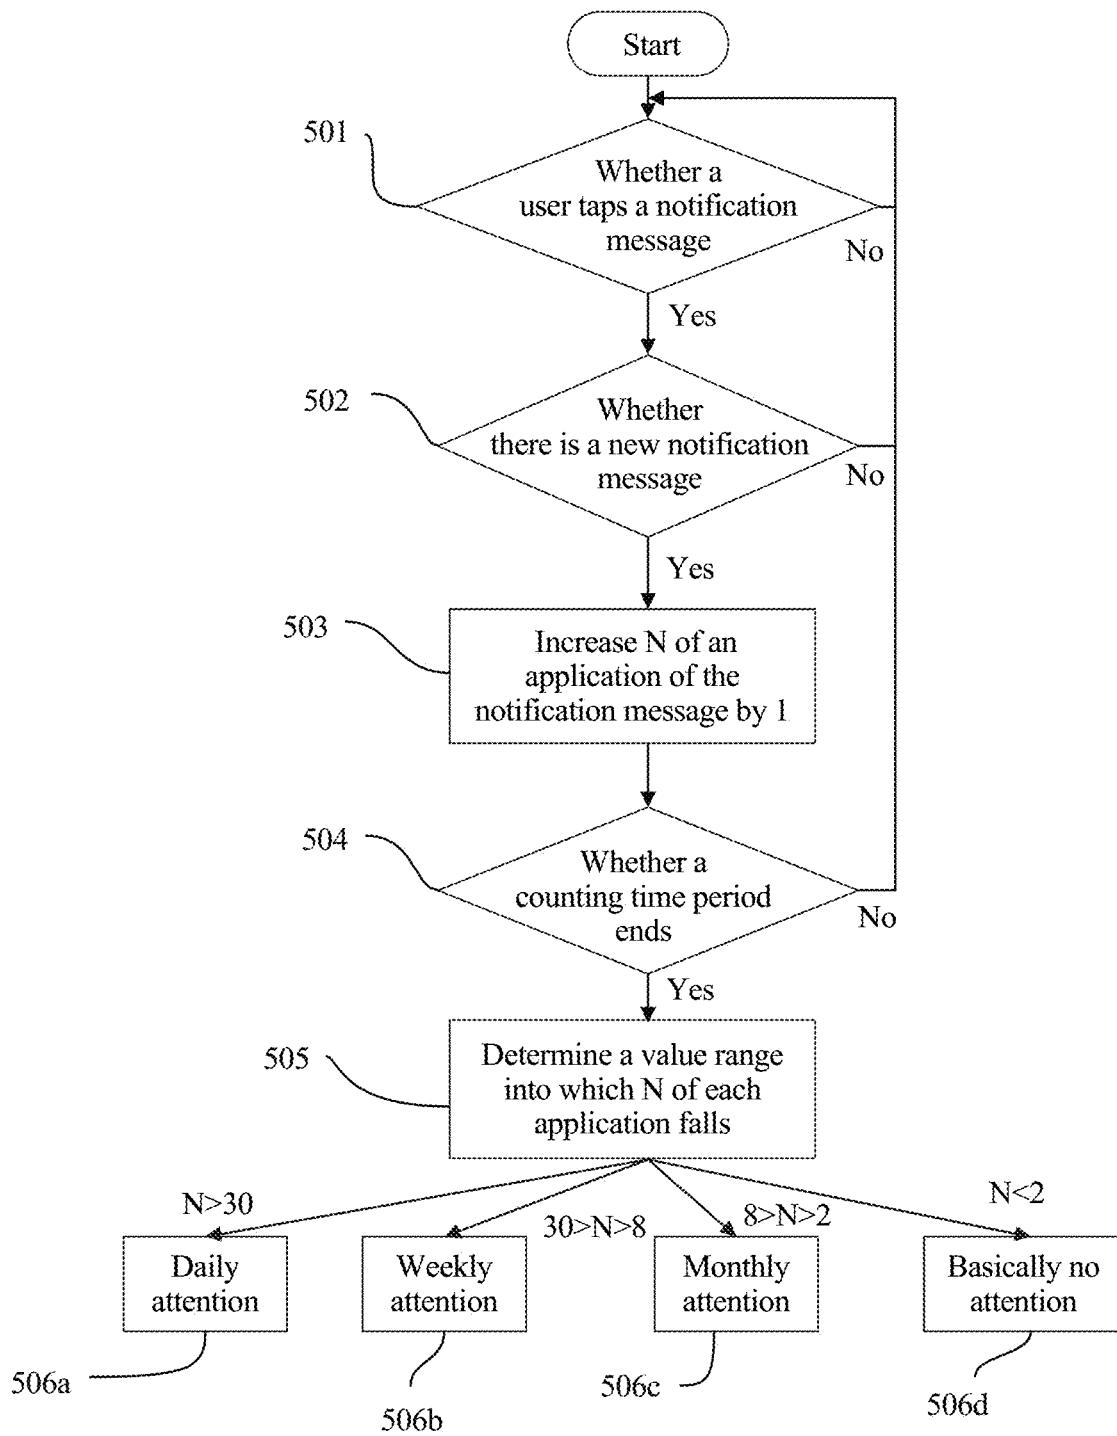 Start
501
Whether a
user taps a notification
message
No
Yes
502
Whether
there is a new notification
message
No
Yes
503
Increase N of an
application of the
notification message by 1
504
Whether a
counting time period
ends
No
Yes
505
Determine a value range
into which N of each
application falls
N>30
30>N>8
8>N>2
N<2
Daily
attention
Weekly
attention
Monthly
attention
Basically no
attention
506a
506b
506c
506d